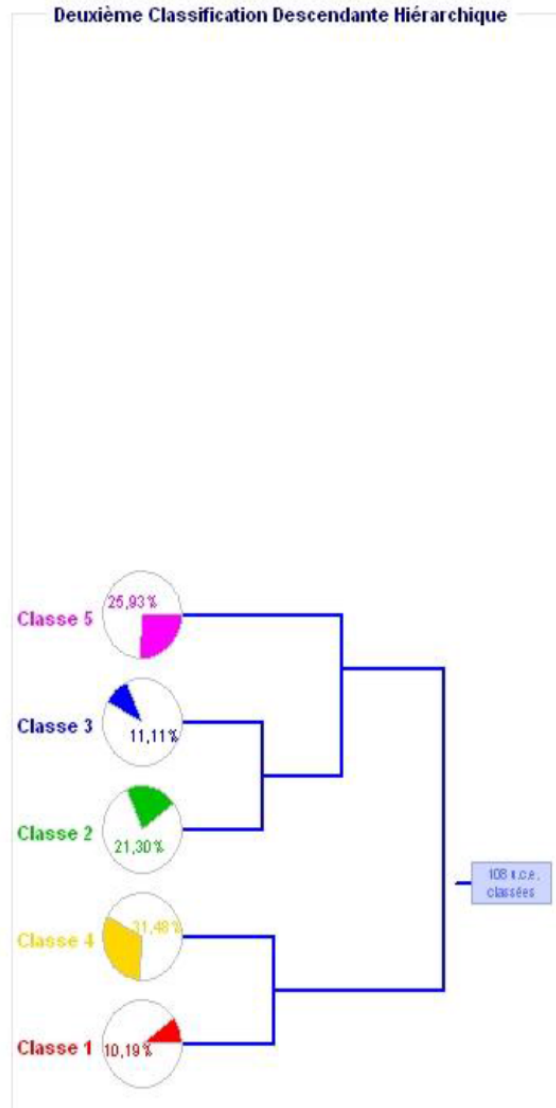 Deuxième Classification Descendante Hiérarchique
25,93 %
Classe 5
Classe 3
11,11 %
Classe 2
21,30 %
31,48 %
Classe 4
Classe 1
10,19 %
108 u.c.e.
classées